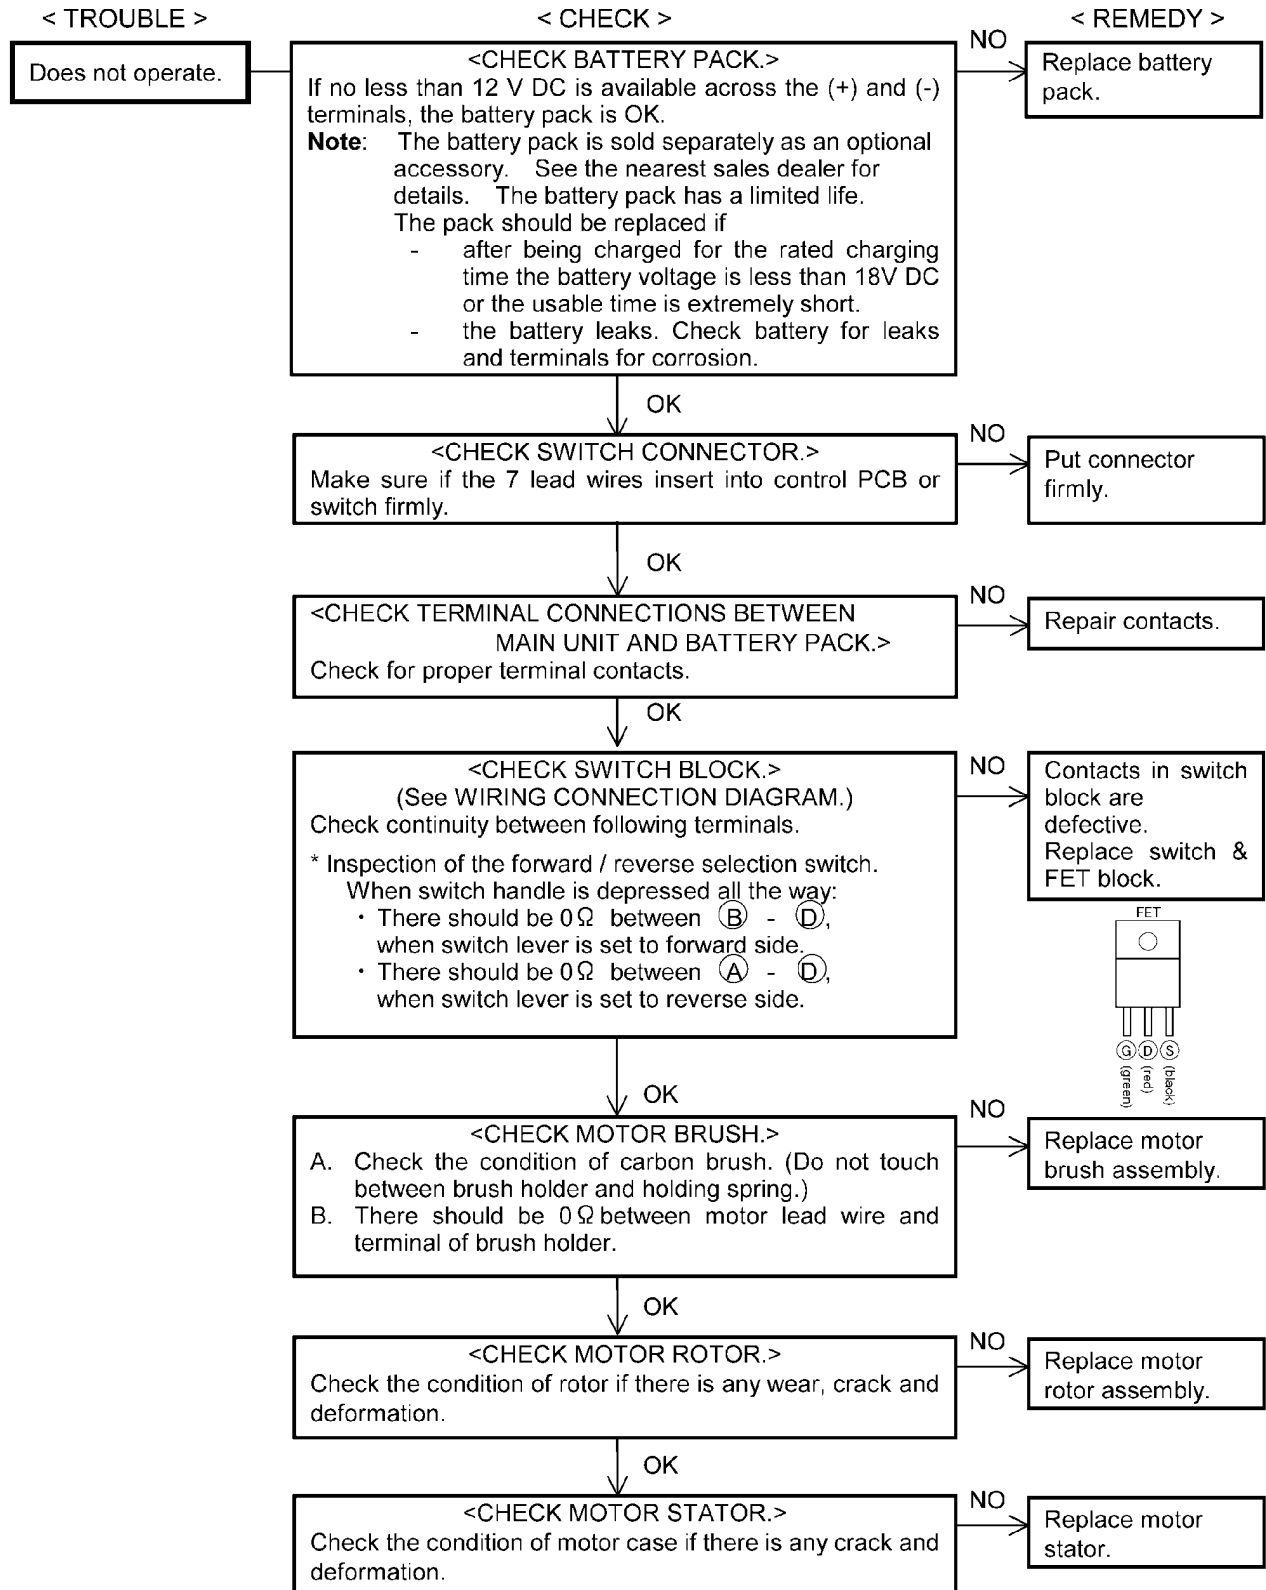 < TROUBLE >
< CHECK >
< REMEDY >
Does not operate.
<CHECK BATTERY PACK.>
If no less than 12 V DC is available across the (+) and (-)
terminals, the battery pack is OK.
Note: The battery pack is sold separately as an optional
accessory. See the nearest sales dealer for
details. The battery pack has a limited life.
The pack should be replaced if
- after being charged for the rated charging
time the battery voltage is less than 18V DC
or the usable time is extremely short.
- the battery leaks. Check battery for leaks
and terminals for corrosion.
NO
Replace battery
pack.
OK
<CHECK SWITCH CONNECTOR.>
Make sure if the 7 lead wires insert into control PCB or
switch firmly.
NO
Put connector
firmly.
OK
<CHECK TERMINAL CONNECTIONS BETWEEN
MAIN UNIT AND BATTERY PACK.>
Check for proper terminal contacts.
NO
Repair contacts.
OK
<CHECK SWITCH BLOCK.>
(See WIRING CONNECTION DIAGRAM.)
Check continuity between following terminals.
* Inspection of the forward / reverse selection switch.
When switch handle is depressed all the way:
・There should be 0Ω between Ⓑ - Ⓓ,
when switch lever is set to forward side.
・There should be 0Ω between Ⓐ - Ⓓ,
when switch lever is set to reverse side.
NO
Contacts in switch
block are
defective.
Replace switch &
FET block.
FET
Ⓖ Ⓓ Ⓢ
(green)
(red)
(black)
OK
<CHECK MOTOR BRUSH.>
A. Check the condition of carbon brush. (Do not touch
between brush holder and holding spring.)
B. There should be 0Ω between motor lead wire and
terminal of brush holder.
NO
Replace motor
brush assembly.
OK
<CHECK MOTOR ROTOR.>
Check the condition of rotor if there is any wear, crack and
deformation.
NO
Replace motor
rotor assembly.
OK
<CHECK MOTOR STATOR.>
Check the condition of motor case if there is any crack and
deformation.
NO
Replace motor
stator.